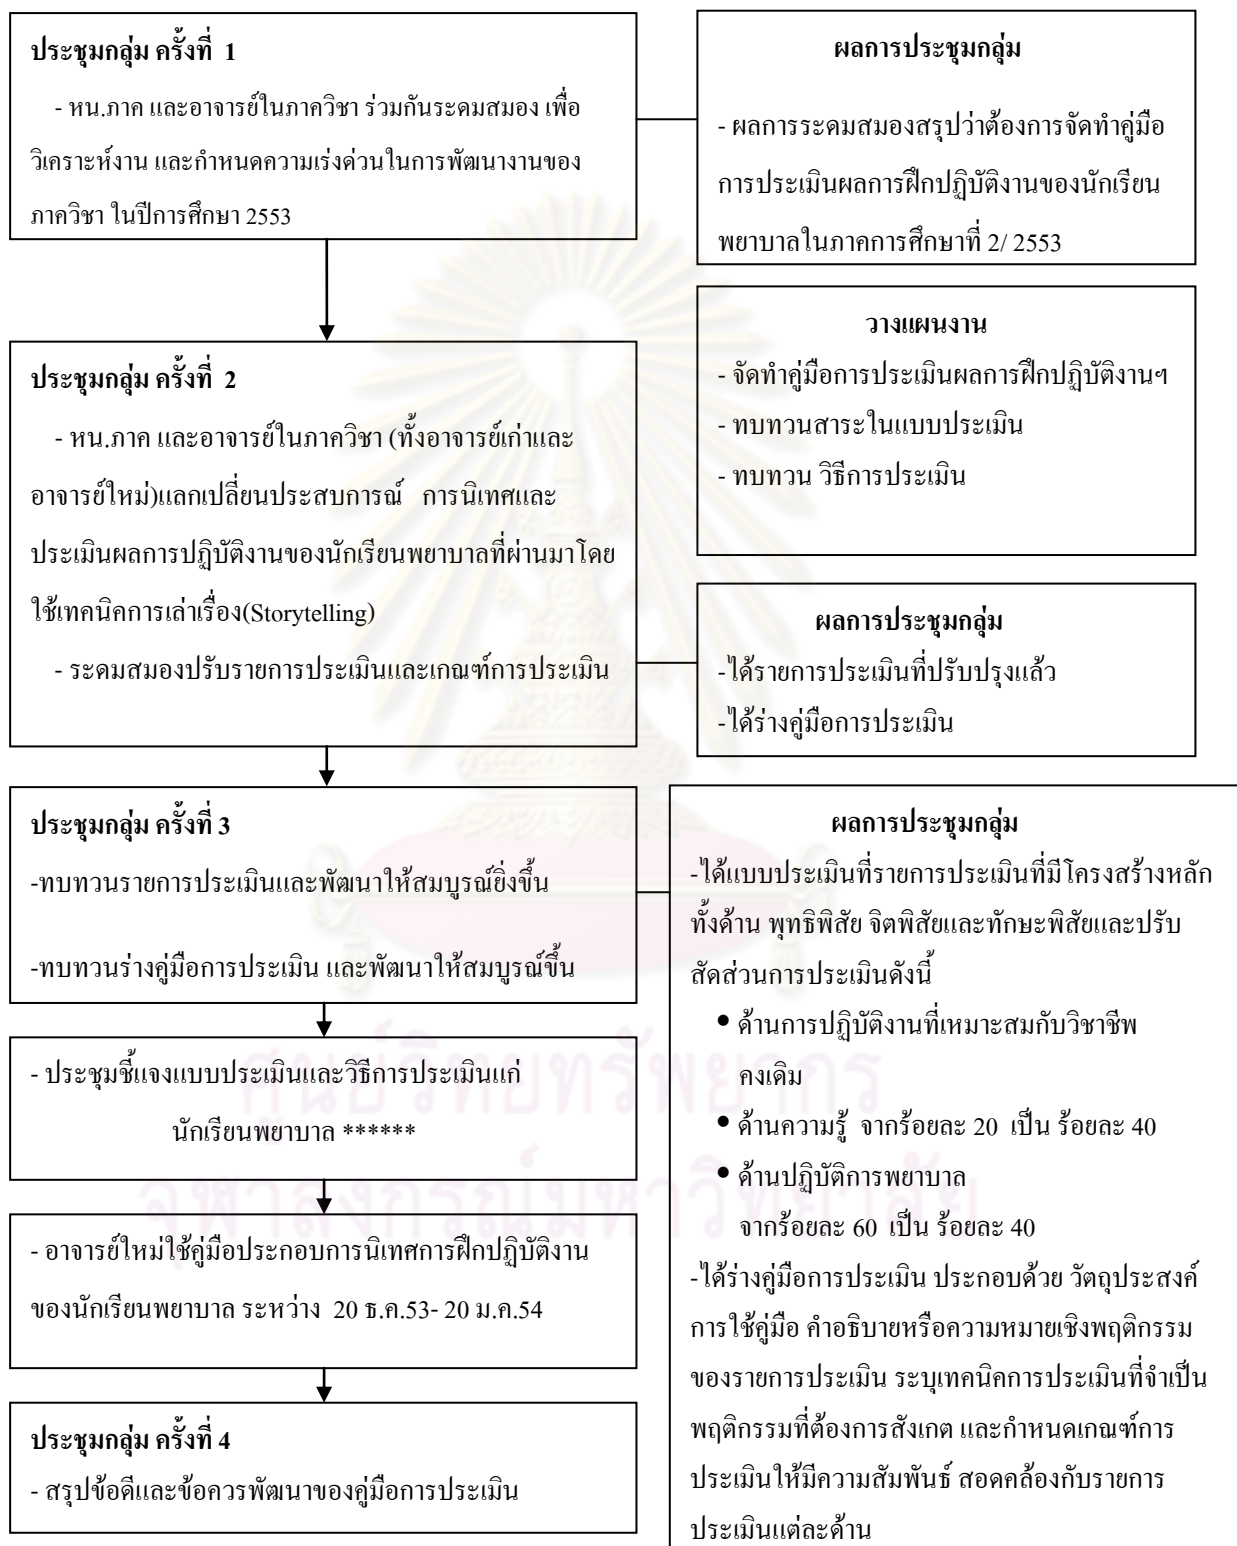 ประชุมกลุ่ม ครั้งที่ 1
- หน.ภาค และอาจารย์ในภาควิชา ร่วมกันระดมสมอง เพื่อ
วิเคราะห์งาน และกำหนดความเร่งด่วนในการพัฒนางานของ
ภาควิชา ในปีการศึกษา 2553
ผลการประชุมกลุ่ม
- ผลการระดมสมองสรุปว่าต้องการจัดทำคู่มือ
การประเมินผลการฝึกปฏิบัติงานของนักเรียน
พยาบาลในภาคการศึกษาที่ 2/ 2553
วางแผนงาน
- จัดทำคู่มือการประเมินผลการฝึกปฏิบัติงานฯ
- ทบทวนสาระในแบบประเมิน
- ทบทวน วิธีการประเมิน
ประชุมกลุ่ม ครั้งที่ 2
- หน.ภาค และอาจารย์ในภาควิชา (ทั้งอาจารย์เก่าและ
อาจารย์ใหม่)แลกเปลี่ยนประสบการณ์ การนิเทศและ
ประเมินผลการปฏิบัติงานของนักเรียนพยาบาลที่ผ่านมาโดย
ใช้เทคนิคการเล่าเรื่อง(Storytelling)
- ระดมสมองปรับรายการประเมินและเกณฑ์การประเมิน
ผลการประชุมกลุ่ม
-ได้รายการประเมินที่ปรับปรุงแล้ว
-ได้ร่างคู่มือการประเมิน
ประชุมกลุ่ม ครั้งที่ 3
-ทบทวนรายการประเมินและพัฒนาให้สมบูรณ์ยิ่งขึ้น
-ทบทวนร่างคู่มือการประเมิน และพัฒนาให้สมบูรณ์ขึ้น
ผลการประชุมกลุ่ม
-ได้แบบประเมินที่รายการประเมินที่มีโครงสร้างหลัก
ทั้งด้าน พุทธิพิสัย จิตพิสัยและทักษะพิสัยและปรับ
สัดส่วนการประเมินดังนี้
• ด้านการปฏิบัติงานที่เหมาะสมกับวิชาชีพ
คงเดิม
• ด้านความรู้ จากร้อยละ 20 เป็น ร้อยละ 40
• ด้านปฏิบัติการพยาบาล
จากร้อยละ 60 เป็น ร้อยละ 40
-ได้ร่างคู่มือการประเมิน ประกอบด้วย วัตถุประสงค์
การใช้คู่มือ คำอธิบายหรือความหมายเชิงพฤติกรรม
ของรายการประเมิน ระบุเทคนิคการประเมินที่จำเป็น
พฤติกรรมที่ต้องการสังเกต และกำหนดเกณฑ์การ
ประเมินให้มีความสัมพันธ์ สอดคล้องกับรายการ
ประเมินแต่ละด้าน
- ประชุมชี้แจงแบบประเมินและวิธีการประเมินแก่
นักเรียนพยาบาล ******
- อาจารย์ใหม่ใช้คู่มือประกอบการนิเทศการฝึกปฏิบัติงาน
ของนักเรียนพยาบาล ระหว่าง 20 ธ.ค.53- 20 ม.ค.54
ประชุมกลุ่ม ครั้งที่ 4
- สรุปข้อดีและข้อควรพัฒนาของคู่มือการประเมิน
ศูนย์วิทยทรัพยากร
จุฬาลงกรณ์มหาวิทยาลัย